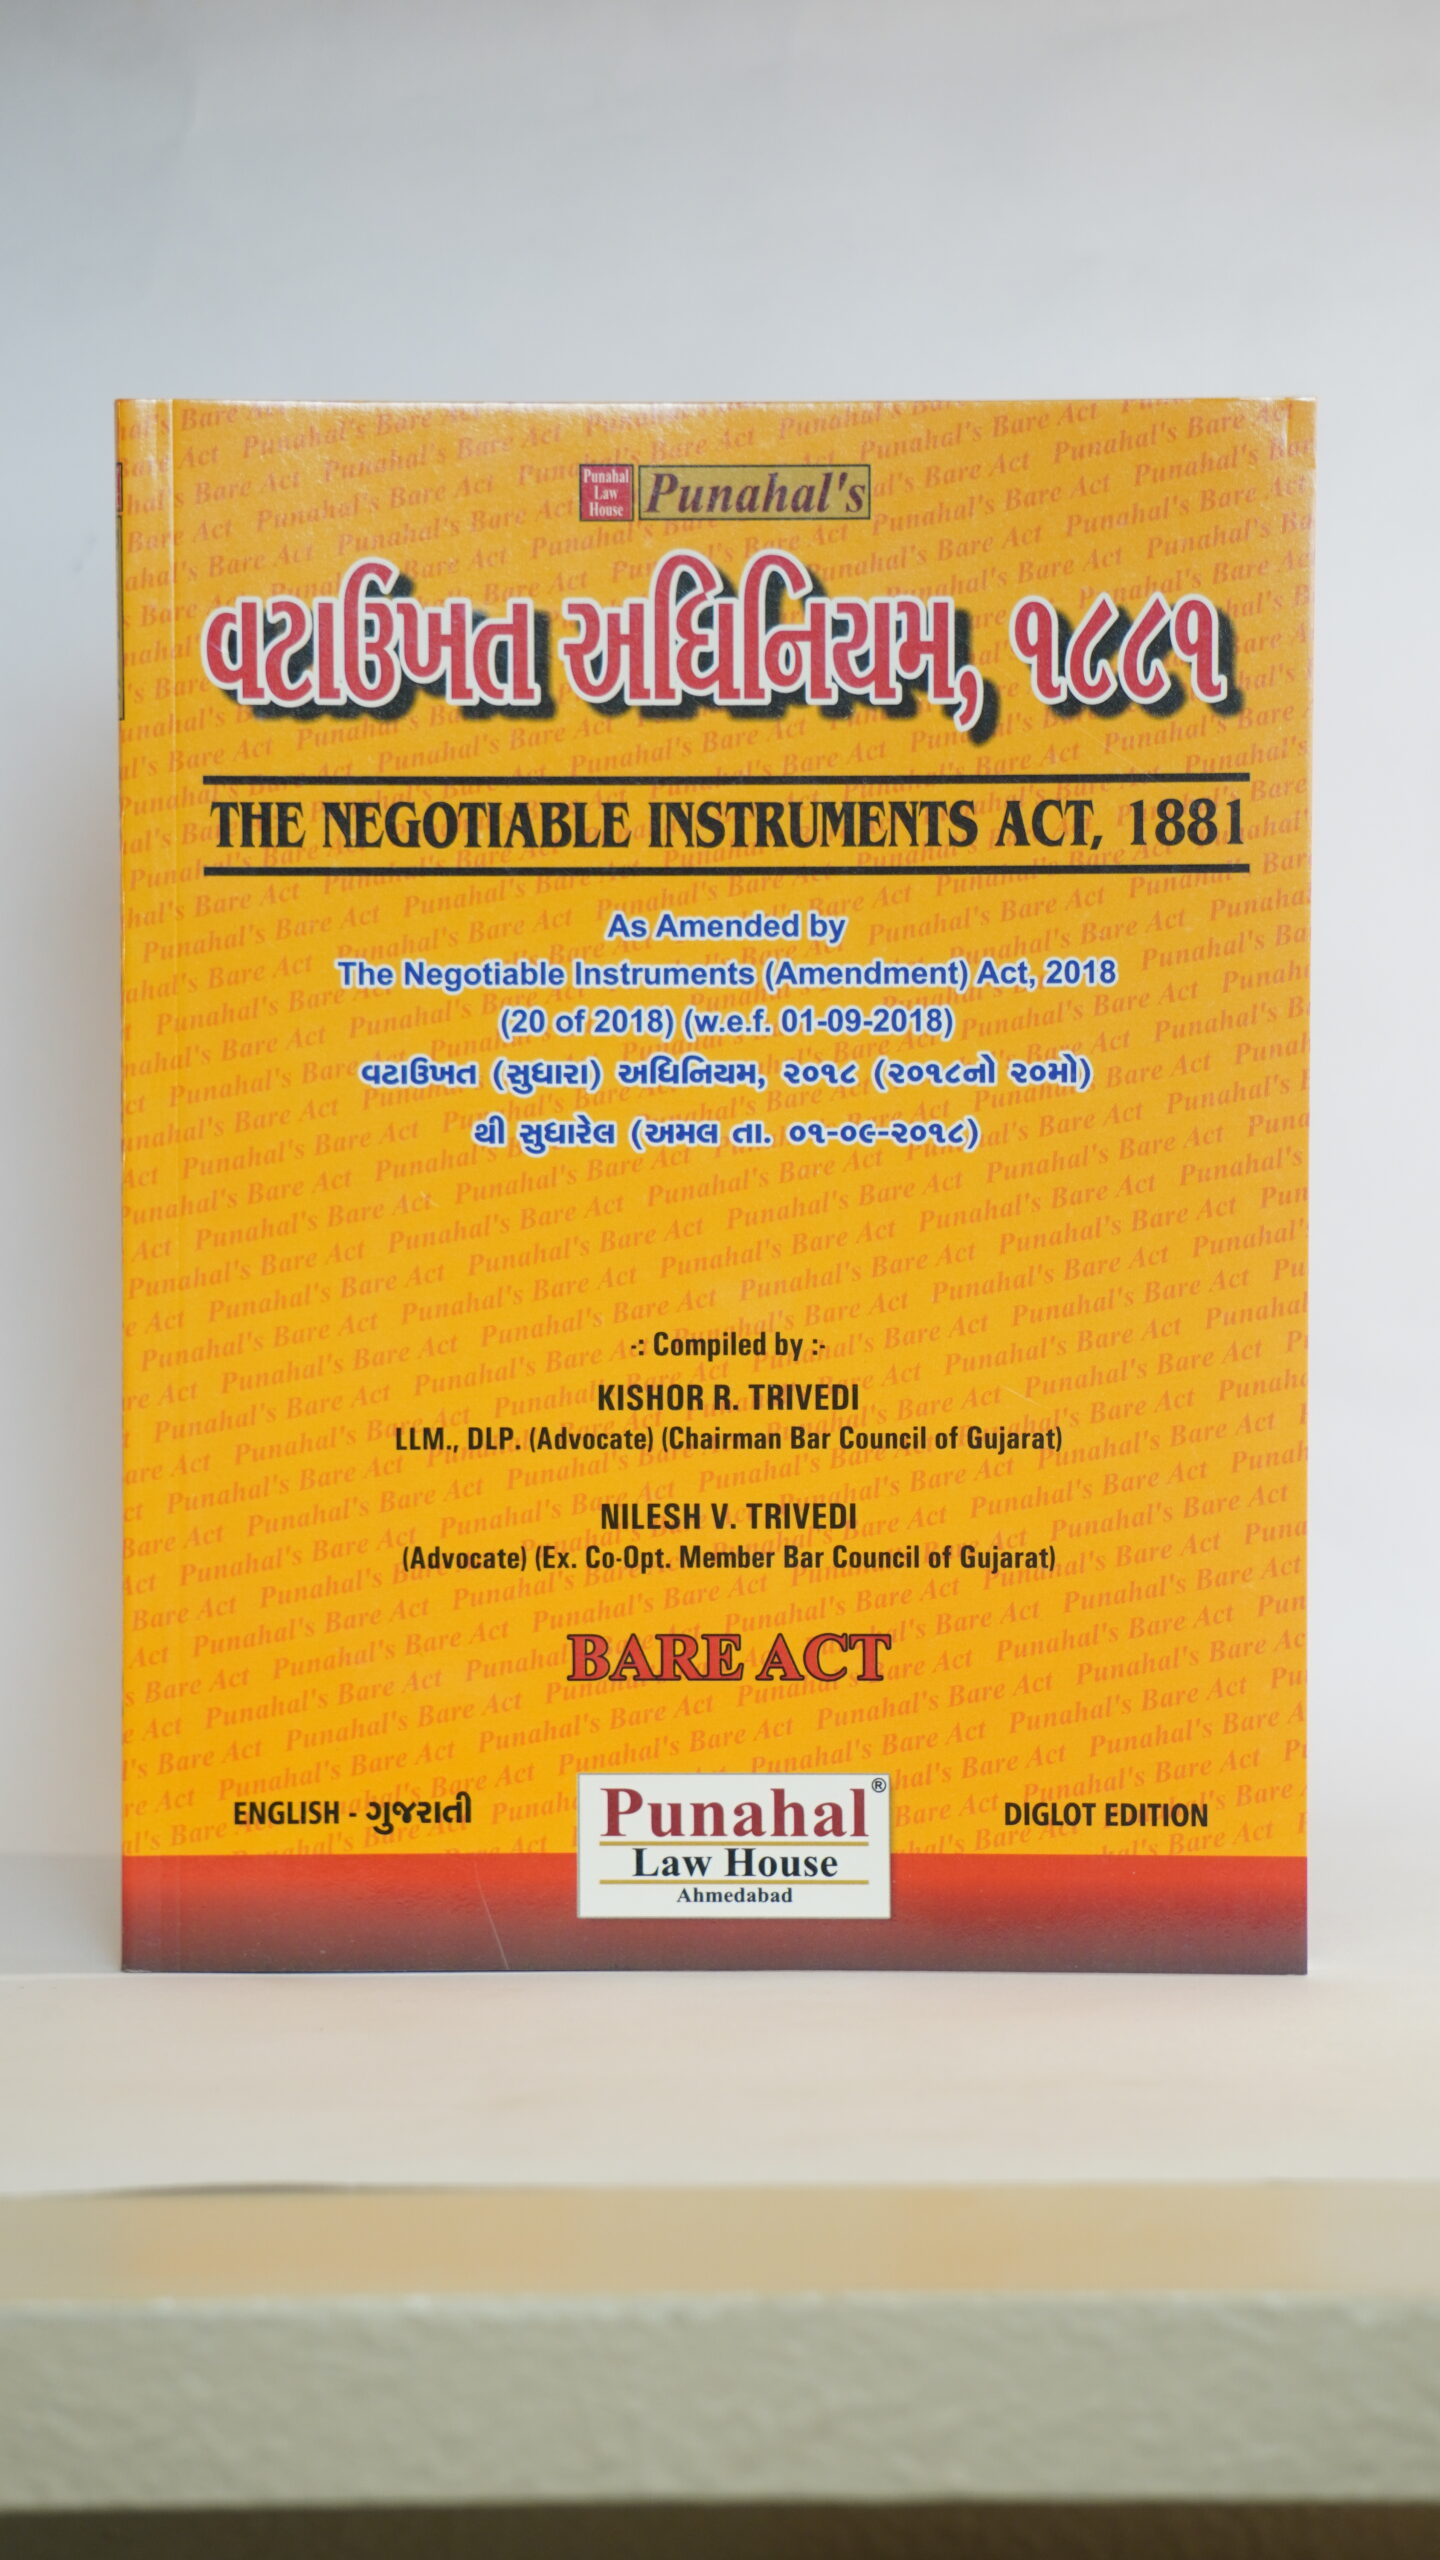 Punahal
Law
House
Punahal's
વટાઉખત અધિનિયમ, ૧૮૮૧
THE NEGOTIABLE INSTRUMENTS ACT, 1881
As Amended by
The Negotiable Instruments (Amendment) Act, 2018
(20 of 2018) (w.e.f. 01-09-2018)
વટાઉખત (સુધારા) અધિનિયમ, ૨૦૧૮ (૨૦૧૮નો ૨૦મો)
થી સુધારેલ (અમલ તા. ૦૧-૦૯-૨૦૧૮)
-: Compiled by :-
KISHOR R. TRIVEDI
LLM., DLP. (Advocate) (Chairman Bar Council of Gujarat)
NILESH V. TRIVEDI
(Advocate) (Ex. Co-Opt. Member Bar Council of Gujarat)
BARE ACT
ENGLISH - ગુજરાતી
Punahal®
Law House
Ahmedabad
DIGLOT EDITION